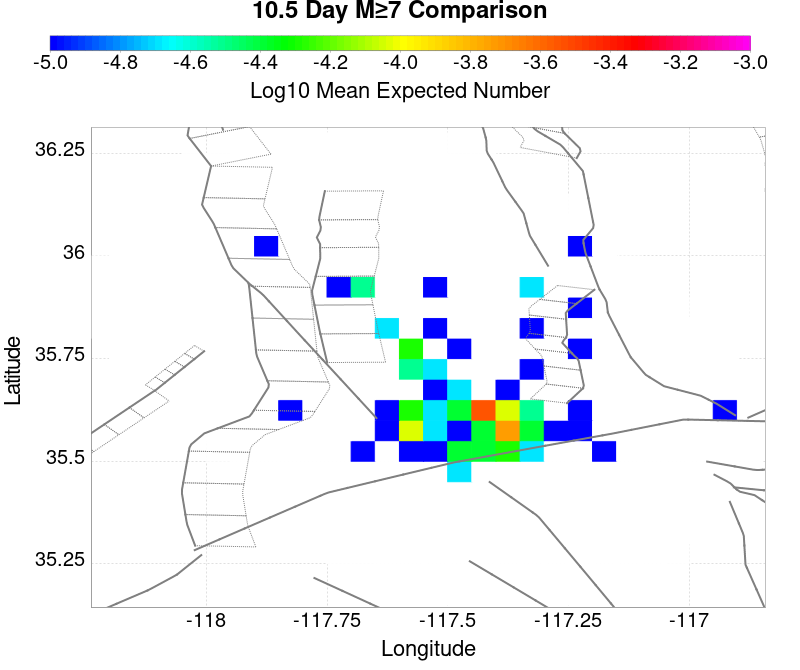 10.5 Day M≥7 Comparison
-5.0 -4.8 -4.6 -4.4 -4.2 -4.0 -3.8 -3.6 -3.4 -3.2 -3.0
Log10 Mean Expected Number
36.25
36
35.75
35.5
35.25
Latitude
-118 -117.75 -117.5 -117.25 -117
Longitude